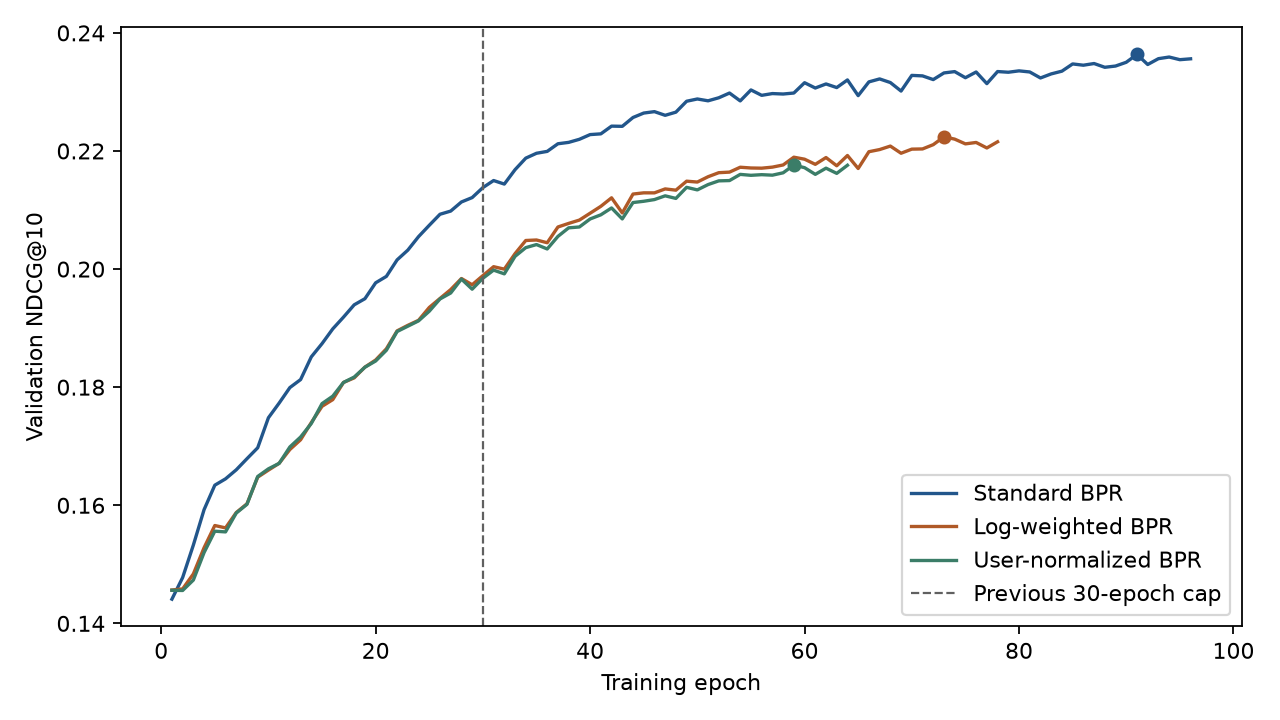 0.24
0.22
0.20
0.18
0.16
0.14
Validation NDCG@10
Standard BPR
Log-weighted BPR
User-normalized BPR
Previous 30-epoch cap
0 20 40 60 80 100
Training epoch